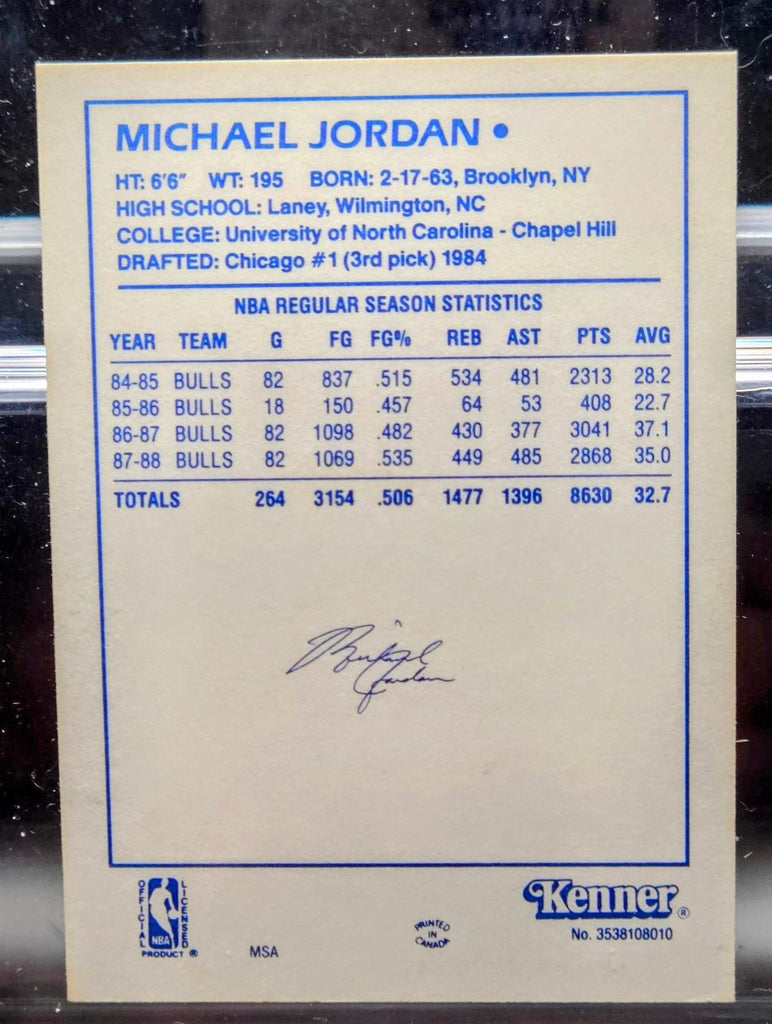 MICHAEL JORDAN •
HT: 6'6" WT: 195 BORN: 2-17-63, Brooklyn, NY
HIGH SCHOOL: Laney, Wilmington, NC
COLLEGE: University of North Carolina - Chapel Hill
DRAFTED: Chicago #1 (3rd pick) 1984
NBA REGULAR SEASON STATISTICS
YEAR TEAM G FG FG% REB AST PTS AVG
84-85 BULLS 82 837 .515 534 481 2313 28.2
85-86 BULLS 18 150 .457 64 53 408 22.7
86-87 BULLS 82 1098 .482 430 377 3041 37.1
87-88 BULLS 82 1069 .535 449 485 2868 35.0
TOTALS 264 3154 .506 1477 1396 8630 32.7
Michael
Jordan
OFFICIAL NBA LICENSED
PRODUCT ®
MSA
PRINTED
IN
CANADA
Kenner®
No. 3538108010